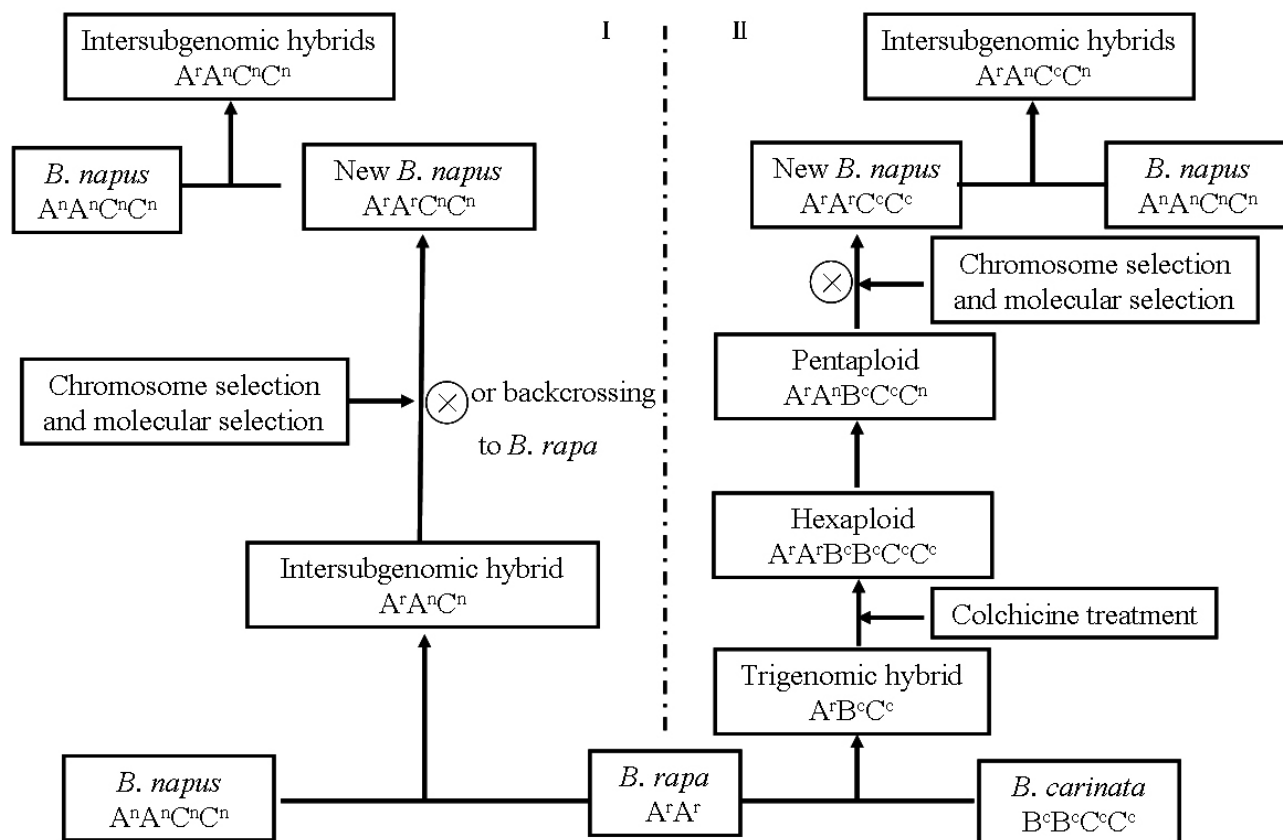 Intersubgenomic hybrids
AʳAⁿCⁿCⁿ
I
II
Intersubgenomic hybrids
AʳAⁿCᶜCⁿ
B. napus
AⁿAⁿCⁿCⁿ
New B. napus
AʳAʳCⁿCⁿ
New B. napus
AʳAʳCᶜCᶜ
B. napus
AⁿAⁿCⁿCⁿ
Chromosome selection
and molecular selection
Pentaploid
AʳAⁿBᶜCᶜCⁿ
Chromosome selection
and molecular selection
or backcrossing
to B. rapa
Hexaploid
AʳAʳBᶜBᶜCᶜCᶜ
Intersubgenomic hybrid
AʳAⁿCⁿ
Colchicine treatment
Trigenomic hybrid
AʳBᶜCᶜ
B. napus
AⁿAⁿCⁿCⁿ
B. rapa
AʳAʳ
B. carinata
BᶜBᶜCᶜCᶜ